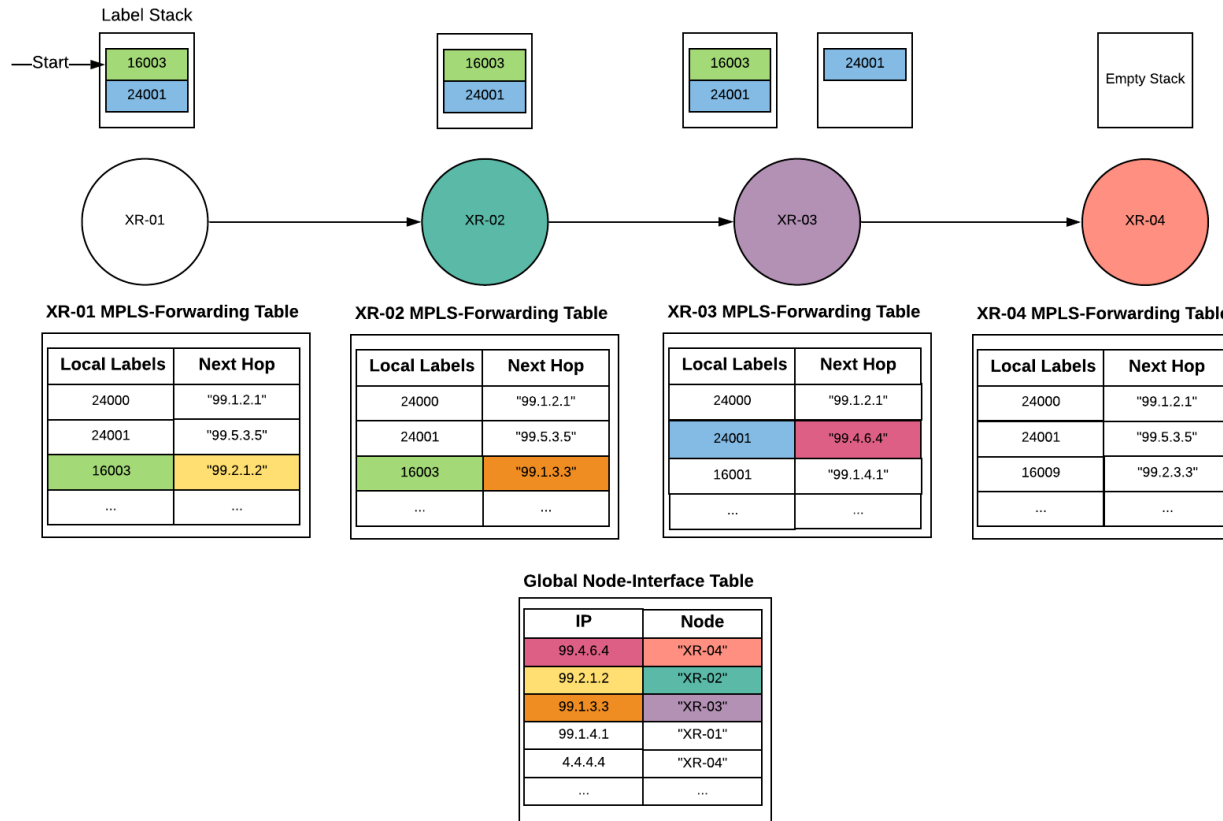 Label Stack
Start
16003
24001
16003
24001
16003
24001
24001
Empty Stack
XR-01
XR-02
XR-03
XR-04
XR-01 MPLS-Forwarding Table
Local Labels Next Hop
24000 "99.1.2.1"
24001 "99.5.3.5"
16003 "99.2.1.2"
... ...
XR-02 MPLS-Forwarding Table
Local Labels Next Hop
24000 "99.1.2.1"
24001 "99.5.3.5"
16003 "99.1.3.3"
... ...
XR-03 MPLS-Forwarding Table
Local Labels Next Hop
24000 "99.1.2.1"
24001 "99.4.6.4"
16001 "99.1.4.1"
... ...
XR-04 MPLS-Forwarding Table
Local Labels Next Hop
24000 "99.1.2.1"
24001 "99.5.3.5"
16009 "99.2.3.3"
... ...
Global Node-Interface Table
IP Node
99.4.6.4 "XR-04"
99.2.1.2 "XR-02"
99.1.3.3 "XR-03"
99.1.4.1 "XR-01"
4.4.4.4 "XR-04"
... ...